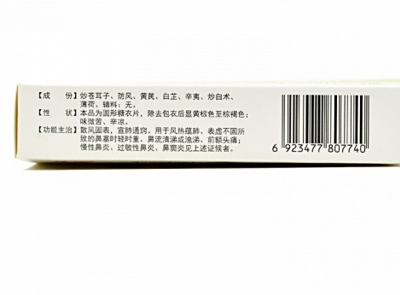 【成　份】炒苍耳子、防风、黄芪、白芷、辛夷、炒白术、
薄荷。辅料：无。
【性　状】本品为圆形糖衣片，除去包衣后显黄棕色至棕褐色；
味微苦、辛凉。
【功能主治】散风固表，宣肺通窍。用于风热蕴肺、表虚不固所
致的鼻塞时轻时重、鼻流清涕或浊涕、前额头痛；
慢性鼻炎、过敏性鼻炎、鼻窦炎见上述证候者。
6 923477 807740